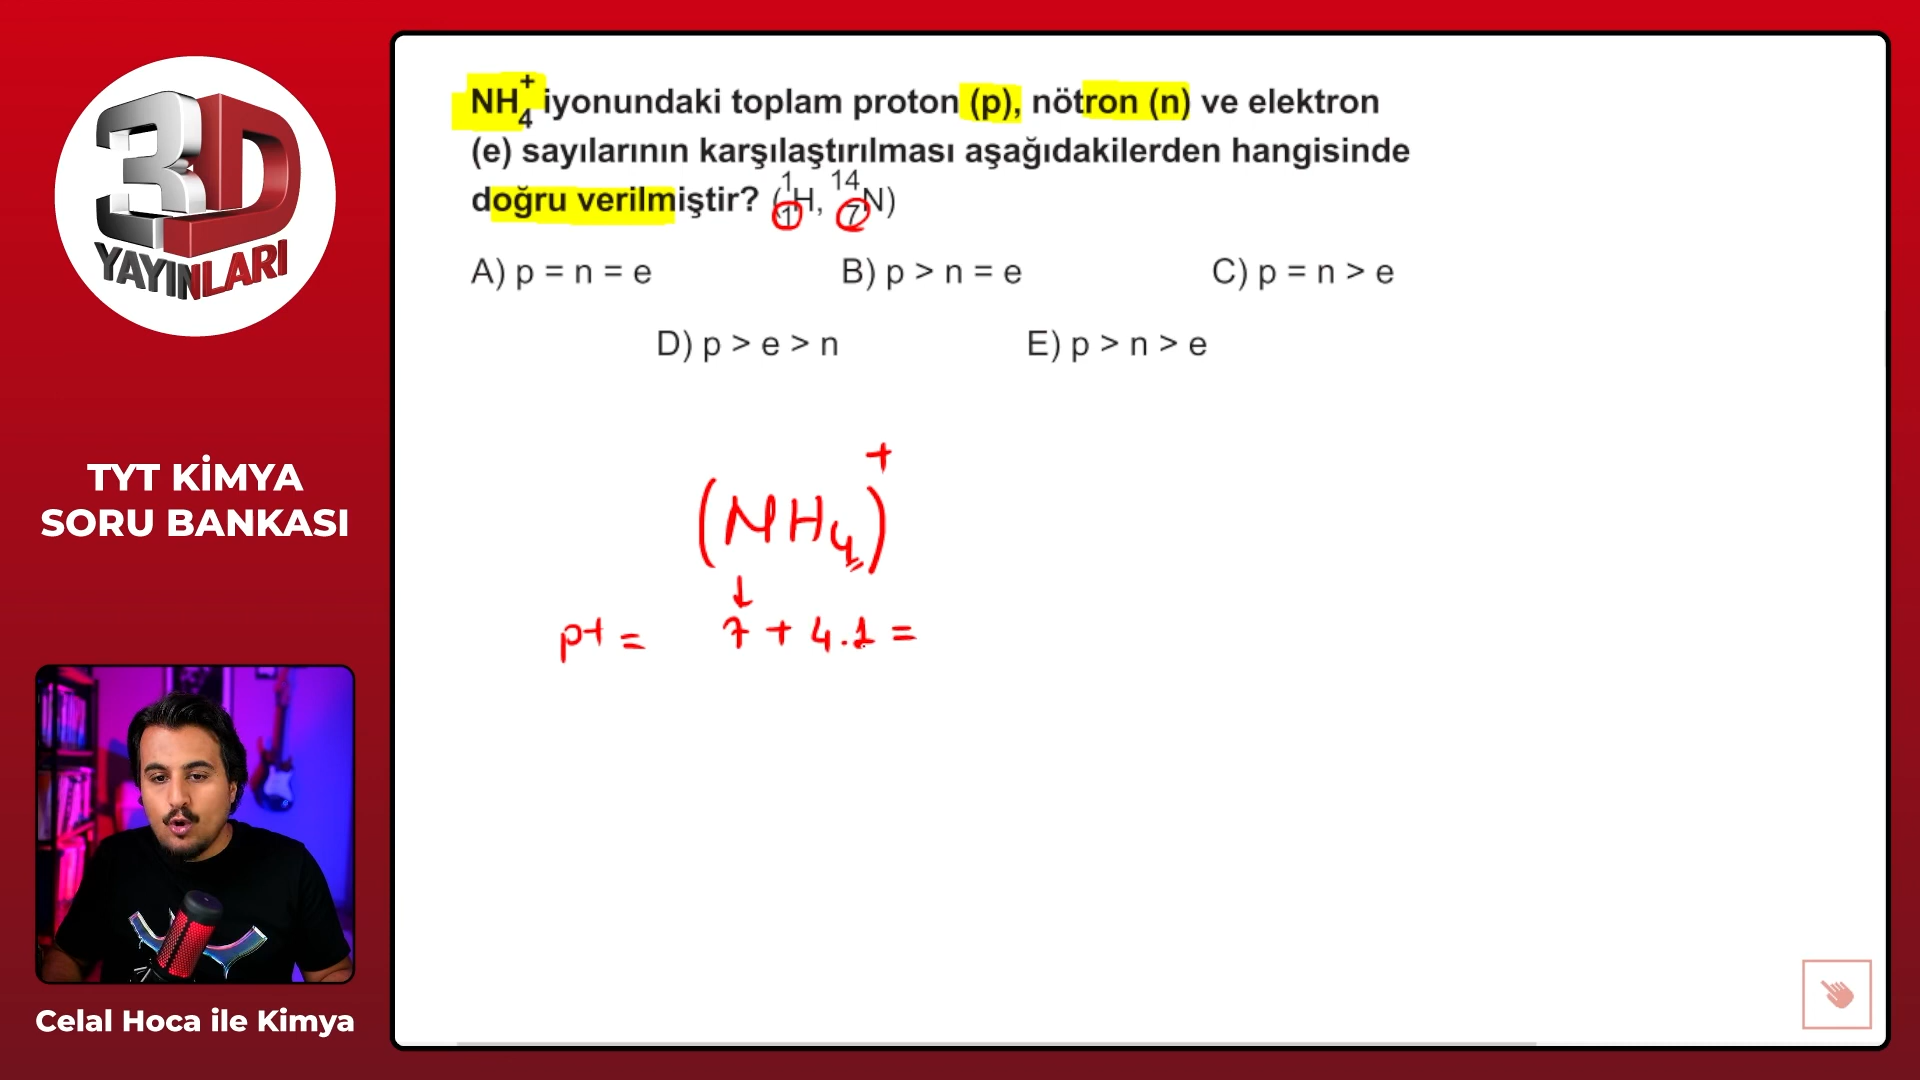 3D
YAYINLARI
TYT KİMYA
SORU BANKASI
Celal Hoca ile Kimya
NH₄⁺ iyonundaki toplam proton (p), nötron (n) ve elektron
(e) sayılarının karşılaştırılması aşağıdakilerden hangisinde
doğru verilmiştir? (¹₁H, ¹⁴₇N)
A) p = n = e B) p > n = e C) p = n > e
D) p > e > n E) p > n > e
(NH₄)⁺
p+ = 7 + 4.1 =